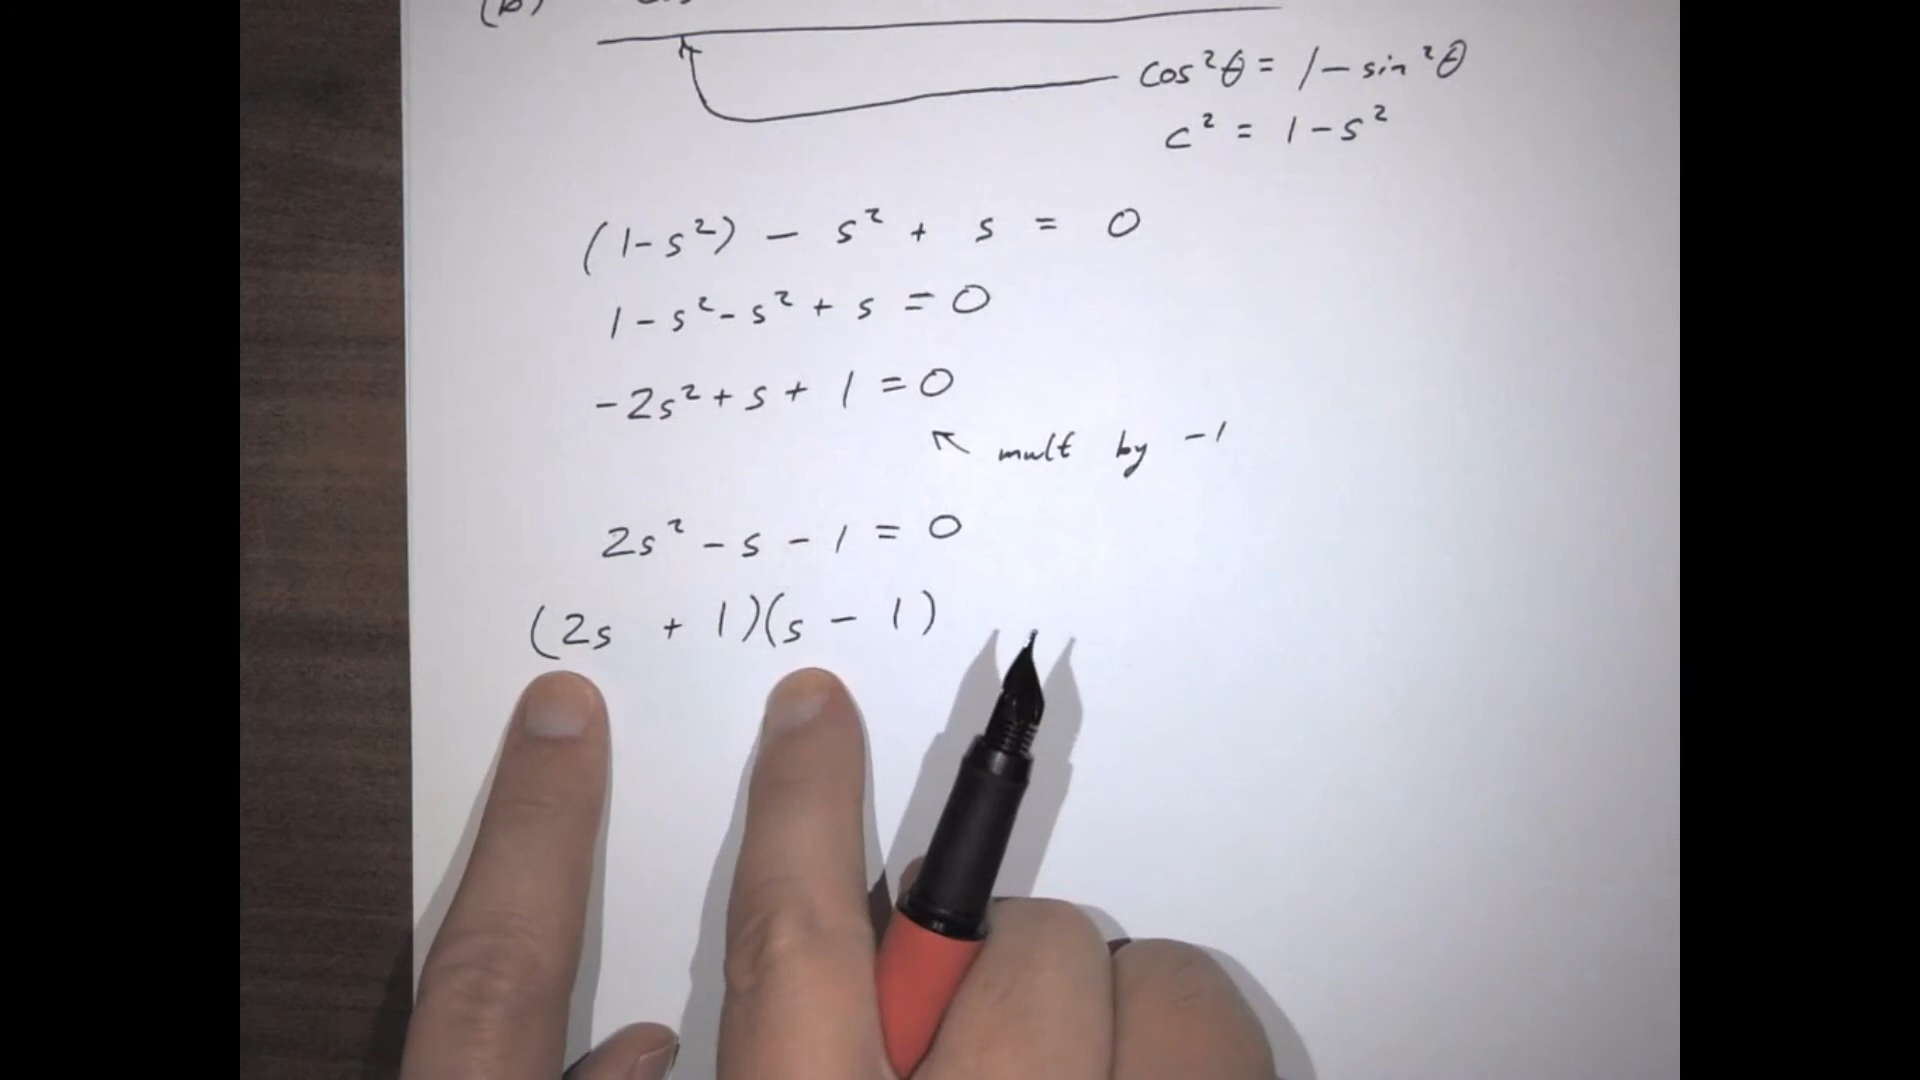 (b)
cos²θ = 1 - sin²θ
c² = 1 - s²
(1-s²) - s² + s = 0
1 - s² - s² + s = 0
-2s² + s + 1 = 0
↖ mult by -1
2s² - s - 1 = 0
(2s + 1)(s - 1)